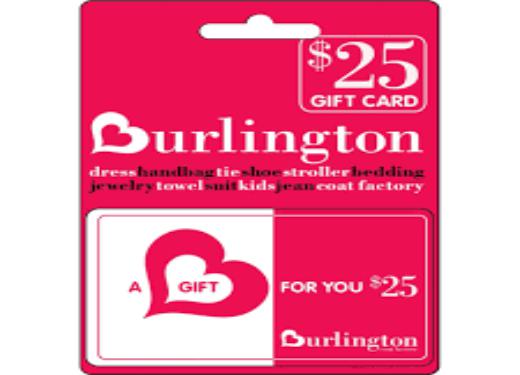 $25
GIFT CARD
Burlington
dresshandbagtieshoestrollerbedding
jewelrytowelsuitkidsjeancoat factory
A GIFT FOR YOU $25
Burlington